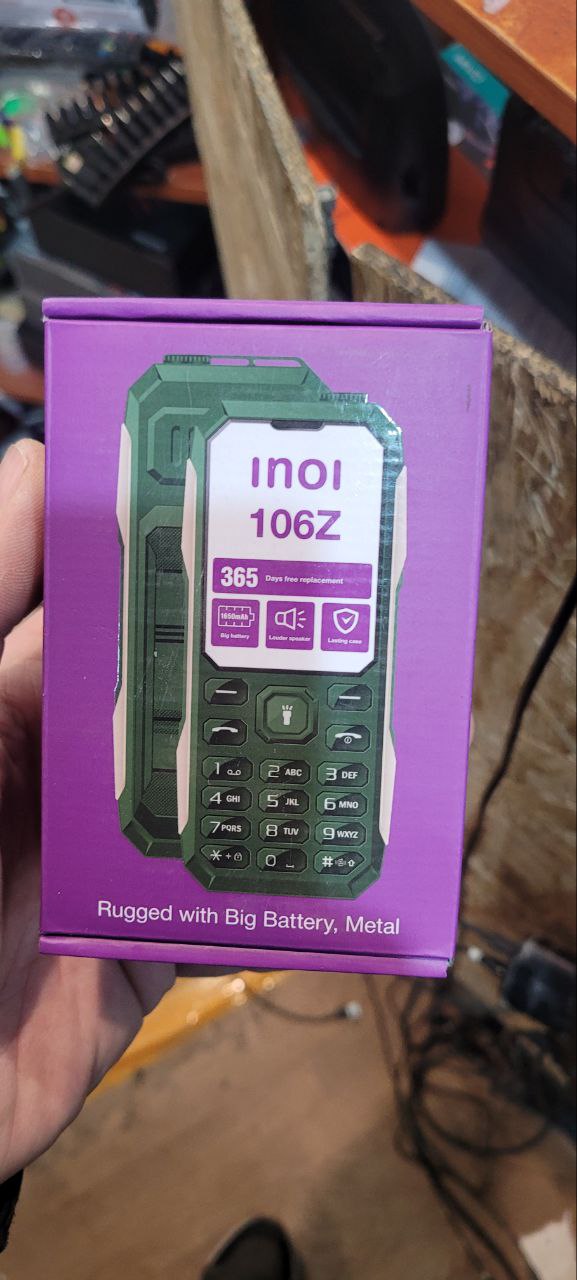 inoi
106Z
365 Days free replacement
1650mAh
Big battery Louder speaker Lasting case
1 2 ABC 3 DEF
4 GHI 5 JKL 6 MNO
7 PQRS 8 TUV 9 WXYZ
* + 0 #
Rugged with Big Battery, Metal